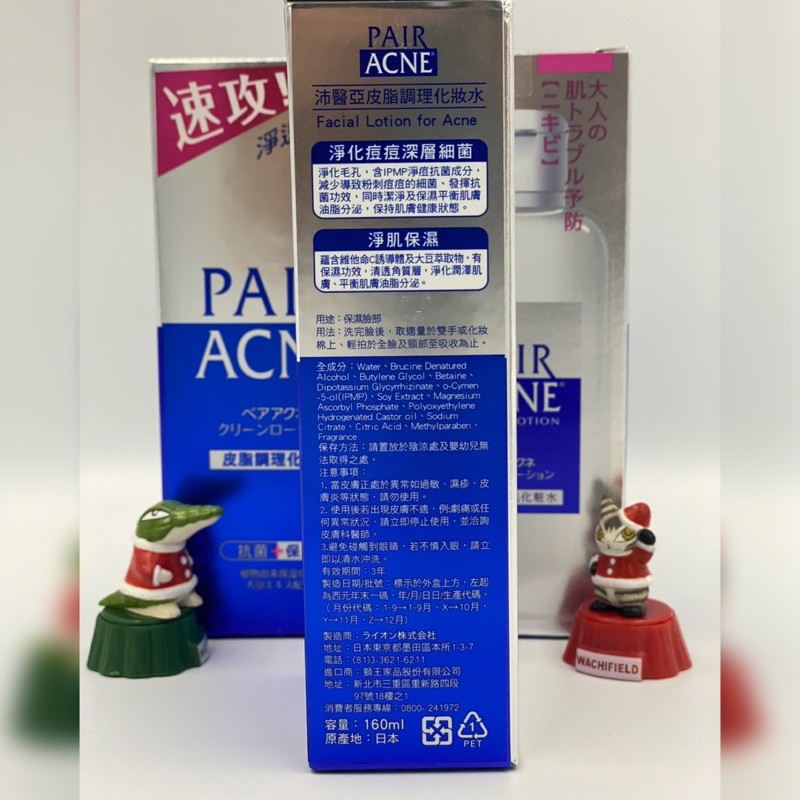 PAIR
ACNE
沛醫亞皮脂調理化妝水
Facial Lotion for Acne
淨化痘痘深層細菌
淨化毛孔，含IPMP淨痘抗菌成分，
減少導致粉刺痘痘的細菌、發揮抗
菌功效，同時潔淨及保濕平衡肌膚
油脂分泌，保持肌膚健康狀態。
淨肌保濕
蘊含維他命C誘導體及大豆萃取物，有
保濕功效，清透角質層，淨化潤澤肌
膚、平衡肌膚油脂分泌。
用途：保濕臉部
用法：洗完臉後，取適量於雙手或化妝
棉上、輕拍於全臉及頸部至吸收為止。
全成分：Water、Brucine Denatured
Alcohol、Butylene Glycol、Betaine、
Dipotassium Glycyrrhizinate、o-Cymen
-5-ol(IPMP)、Soy Extract、Magnesium
Ascorbyl Phosphate、Polyoxyethylene
Hydrogenated Castor oil、Sodium
Citrate、Citric Acid、Methylparaben、
Fragrance
保存方法：請置放於陰涼處及嬰幼兒無
法取得之處。
注意事項：
1. 當皮膚正處於異常如過敏、濕疹、皮
膚炎等狀態，請勿使用。
2. 使用後若出現皮膚不適，例:劇痛或任
何異常狀況，請立即停止使用，並洽詢
皮膚科醫師。
3.避免碰觸到眼睛，若不慎入眼，請立
即以清水沖洗。
有效期間：3年
製造日期/批號：標示於外盒上方，左起
為西元年末一碼、年/月/日日/生產代碼。
（月份代碼：1-9→1-9月，X→10月，
Y→11月，Z→12月）
製造商：ライオン株式会社
地址：日本東京都墨田區本所1-3-7
電話：(81)3-3621-6211
進口商：獅王家品股份有限公司
地址：新北市三重區重新路四段
97號18樓之1
消費者服務專線：0800- 241972
容量：160ml
原產地：日本
1
PET
速攻!
淨
PAI
ACN
ペアアクネ
クリーンロー
皮脂調理化
抗菌+保
大人の
肌トラブル予防
【ニキビ】
IR
NE
LOTION
クネ
ーション
化粧水
WACHIFIELD